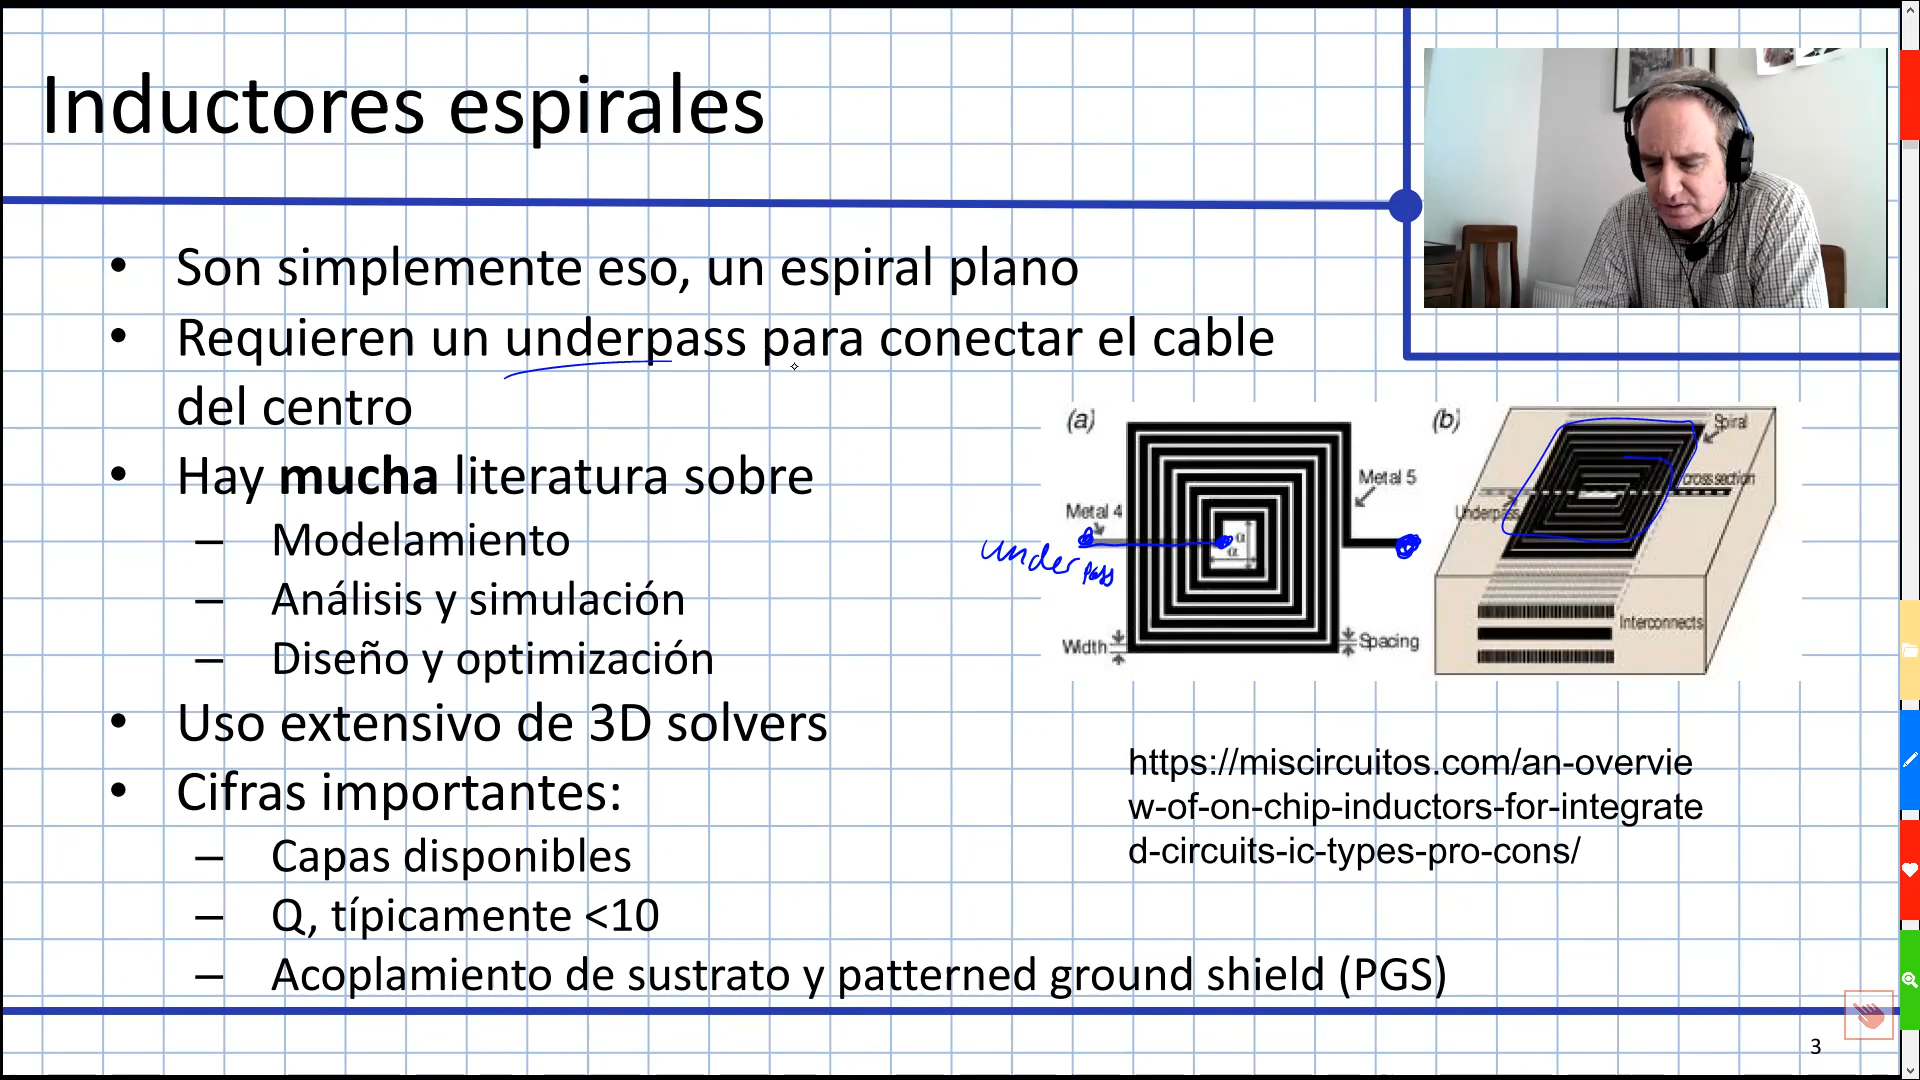 Inductores espirales
• Son simplemente eso, un espiral plano
• Requieren un underpass para conectar el cable
del centro
• Hay mucha literatura sobre
– Modelamiento
– Análisis y simulación
– Diseño y optimización
• Uso extensivo de 3D solvers
• Cifras importantes:
– Capas disponibles
– Q, típicamente <10
– Acoplamiento de sustrato y patterned ground shield (PGS)
(a)
Metal 5
Metal 4
α
α
under
pass
Width
Spacing
(b)
Spiral
cross section
Underpass
Interconnects
https://miscircuitos.com/an-overvie
w-of-on-chip-inductors-for-integrate
d-circuits-ic-types-pro-cons/
3